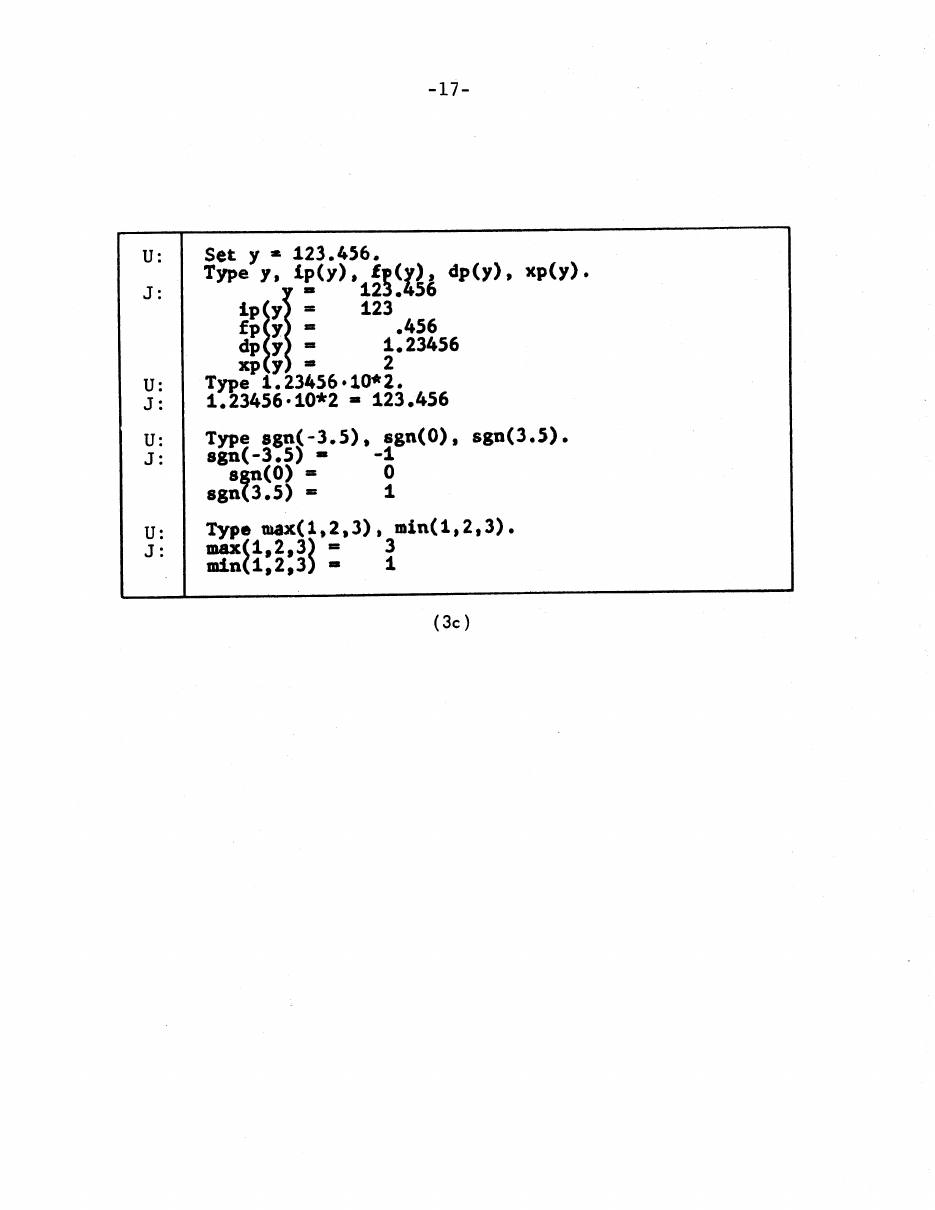 -17-
U: Set y = 123.456.
Type y, ip(y), fp(y), dp(y), xp(y).
J: y = 123.456
ip(y) = 123
fp(y) = .456
dp(y) = 1.23456
xp(y) = 2
U: Type 1.23456·10*2.
J: 1.23456·10*2 = 123.456
U: Type sgn(-3.5), sgn(0), sgn(3.5).
J: sgn(-3.5) = -1
sgn(0) = 0
sgn(3.5) = 1
U: Type max(1,2,3), min(1,2,3).
J: max(1,2,3) = 3
min(1,2,3) = 1
(3c)